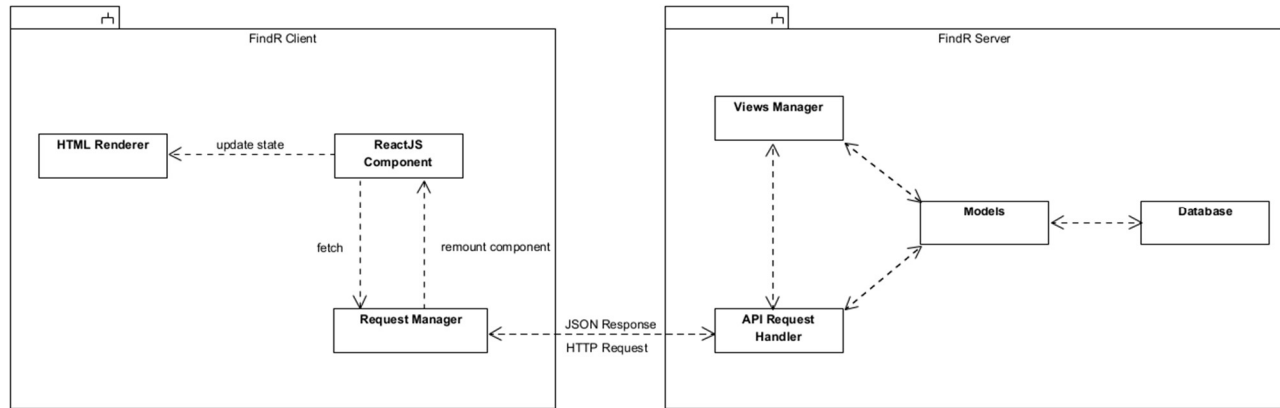 FindR Client
HTML Renderer
update state
ReactJS
Component
fetch
remount component
Request Manager
JSON Response
HTTP Request
FindR Server
Views Manager
Models
Database
API Request
Handler